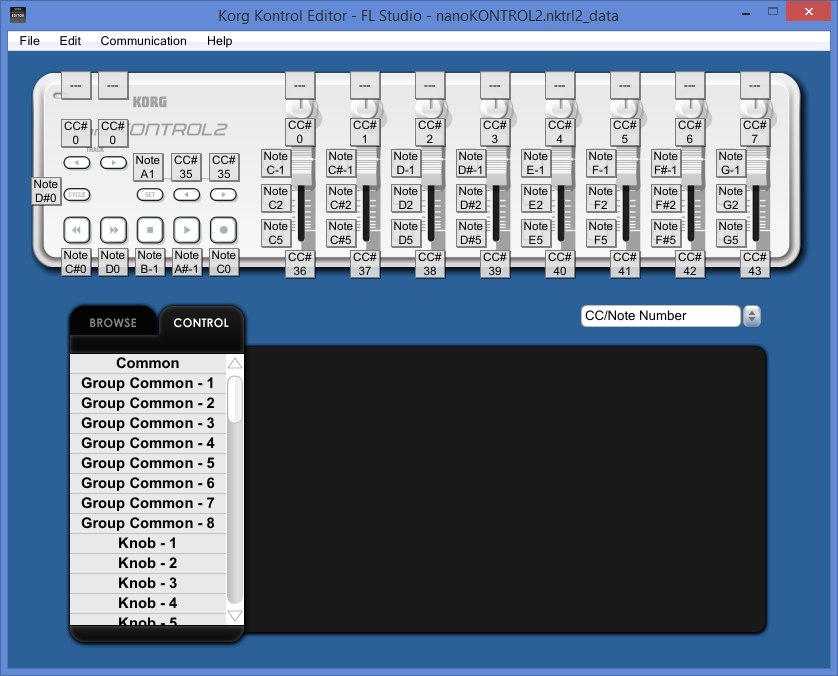 Korg Kontrol Editor - FL Studio - nanoKONTROL2.nktrl2_data
File Edit Communication Help
--- --- --- --- --- --- --- --- --- ---
KORG
CC# 0 CC# 0 ONTROL2 CC# 0 CC# 1 CC# 2 CC# 3 CC# 4 CC# 5 CC# 6 CC# 7
TRACK
Note A1 CC# 35 CC# 35 Note C-1 Note C#-1 Note D-1 Note D#-1 Note E-1 Note F-1 Note F#-1 Note G-1
Note D#0 CYCLE SET Note C2 Note C#2 Note D2 Note D#2 Note E2 Note F2 Note F#2 Note G2
Note C5 Note C#5 Note D5 Note D#5 Note E5 Note F5 Note F#5 Note G5
Note C#0 Note D0 Note B-1 Note A#-1 Note C0 CC# 36 CC# 37 CC# 38 CC# 39 CC# 40 CC# 41 CC# 42 CC# 43
CC/Note Number
BROWSE CONTROL
Common
Group Common - 1
Group Common - 2
Group Common - 3
Group Common - 4
Group Common - 5
Group Common - 6
Group Common - 7
Group Common - 8
Knob - 1
Knob - 2
Knob - 3
Knob - 4
Knob - 5